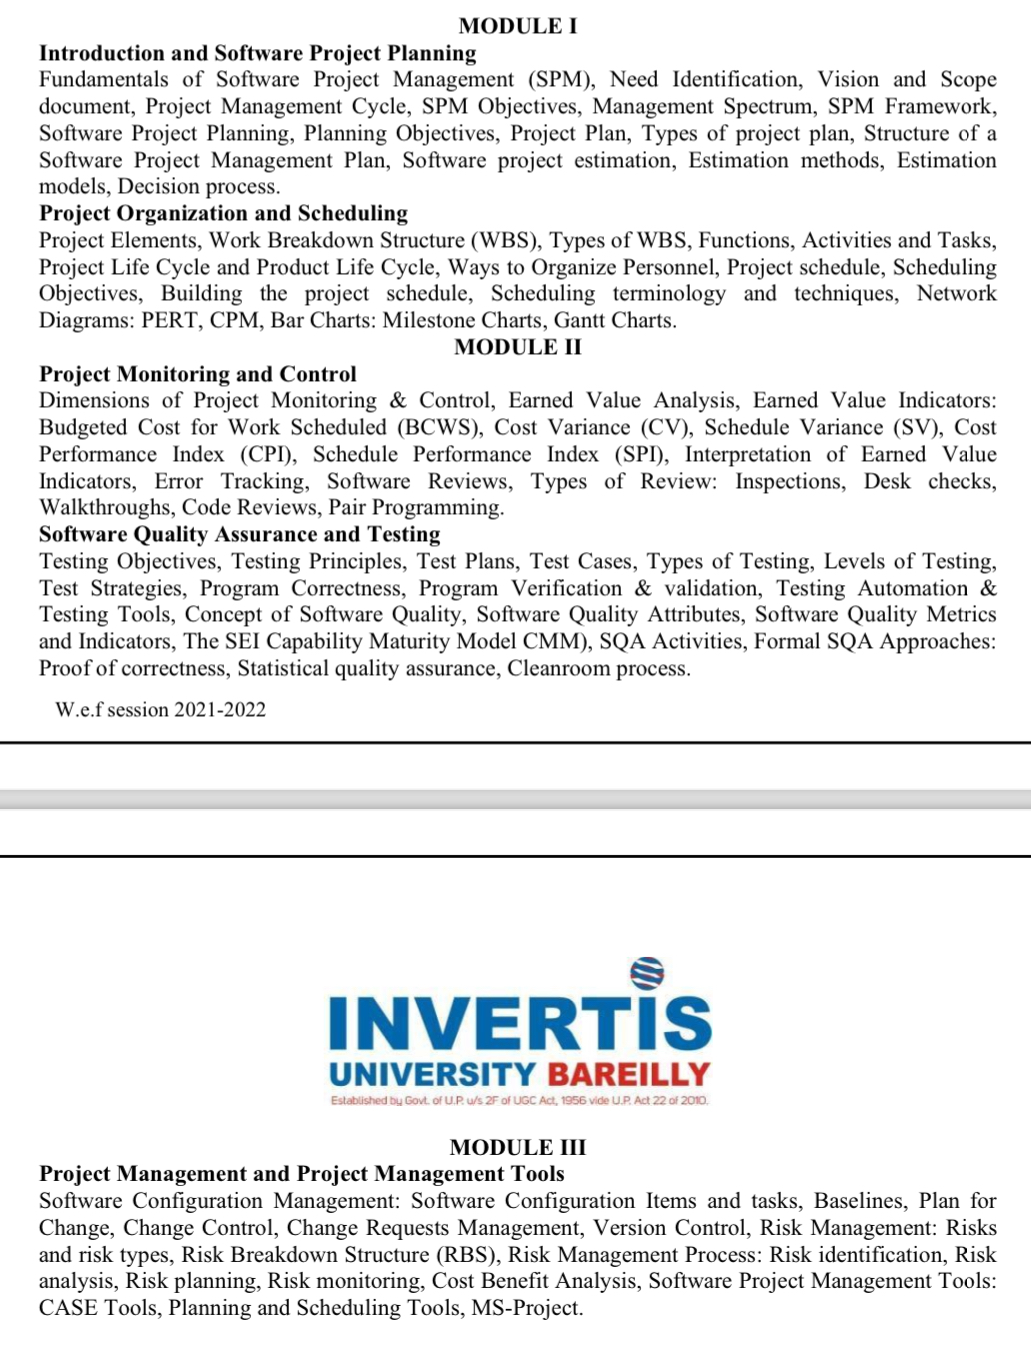 MODULE I
Introduction and Software Project Planning
Fundamentals of Software Project Management (SPM), Need Identification, Vision and Scope
document, Project Management Cycle, SPM Objectives, Management Spectrum, SPM Framework,
Software Project Planning, Planning Objectives, Project Plan, Types of project plan, Structure of a
Software Project Management Plan, Software project estimation, Estimation methods, Estimation
models, Decision process.
Project Organization and Scheduling
Project Elements, Work Breakdown Structure (WBS), Types of WBS, Functions, Activities and Tasks,
Project Life Cycle and Product Life Cycle, Ways to Organize Personnel, Project schedule, Scheduling
Objectives, Building the project schedule, Scheduling terminology and techniques, Network
Diagrams: PERT, CPM, Bar Charts: Milestone Charts, Gantt Charts.
MODULE II
Project Monitoring and Control
Dimensions of Project Monitoring & Control, Earned Value Analysis, Earned Value Indicators:
Budgeted Cost for Work Scheduled (BCWS), Cost Variance (CV), Schedule Variance (SV), Cost
Performance Index (CPI), Schedule Performance Index (SPI), Interpretation of Earned Value
Indicators, Error Tracking, Software Reviews, Types of Review: Inspections, Desk checks,
Walkthroughs, Code Reviews, Pair Programming.
Software Quality Assurance and Testing
Testing Objectives, Testing Principles, Test Plans, Test Cases, Types of Testing, Levels of Testing,
Test Strategies, Program Correctness, Program Verification & validation, Testing Automation &
Testing Tools, Concept of Software Quality, Software Quality Attributes, Software Quality Metrics
and Indicators, The SEI Capability Maturity Model CMM), SQA Activities, Formal SQA Approaches:
Proof of correctness, Statistical quality assurance, Cleanroom process.
W.e.f session 2021-2022
INVERTIS
UNIVERSITY BAREILLY
Established by Govt. of U.P. u/s 2F of UGC Act, 1956 vide U.P. Act 22 of 2010.
MODULE III
Project Management and Project Management Tools
Software Configuration Management: Software Configuration Items and tasks, Baselines, Plan for
Change, Change Control, Change Requests Management, Version Control, Risk Management: Risks
and risk types, Risk Breakdown Structure (RBS), Risk Management Process: Risk identification, Risk
analysis, Risk planning, Risk monitoring, Cost Benefit Analysis, Software Project Management Tools:
CASE Tools, Planning and Scheduling Tools, MS-Project.